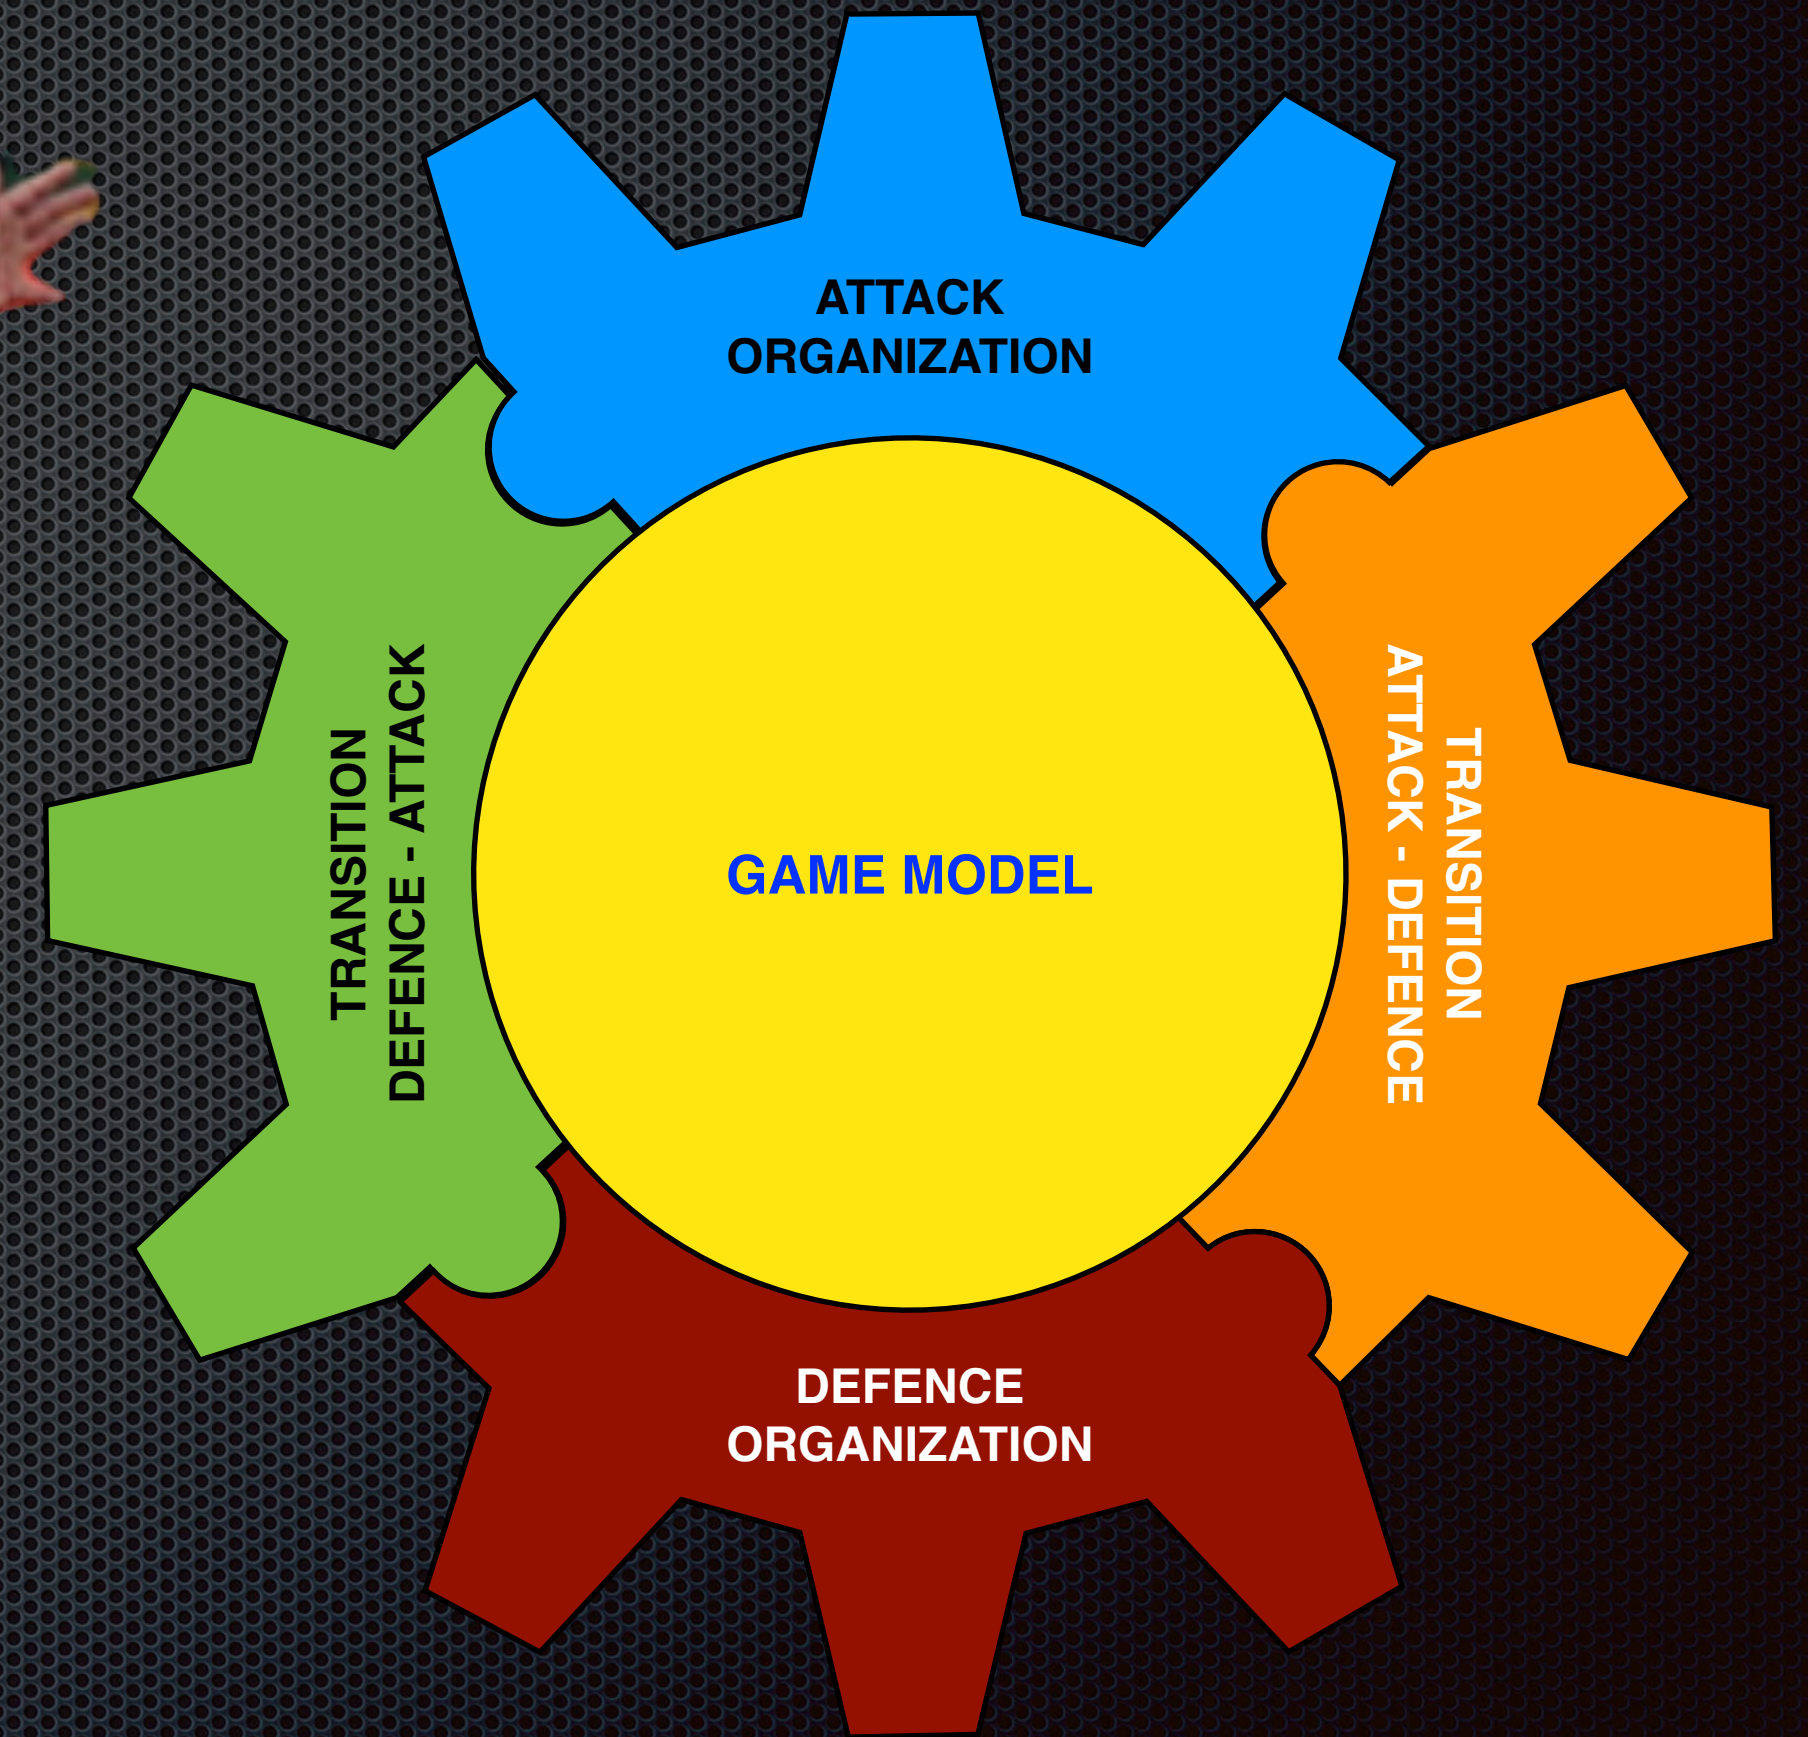 ATTACK
ORGANIZATION
TRANSITION
DEFENCE - ATTACK
GAME MODEL
TRANSITION
ATTACK - DEFENCE
DEFENCE
ORGANIZATION